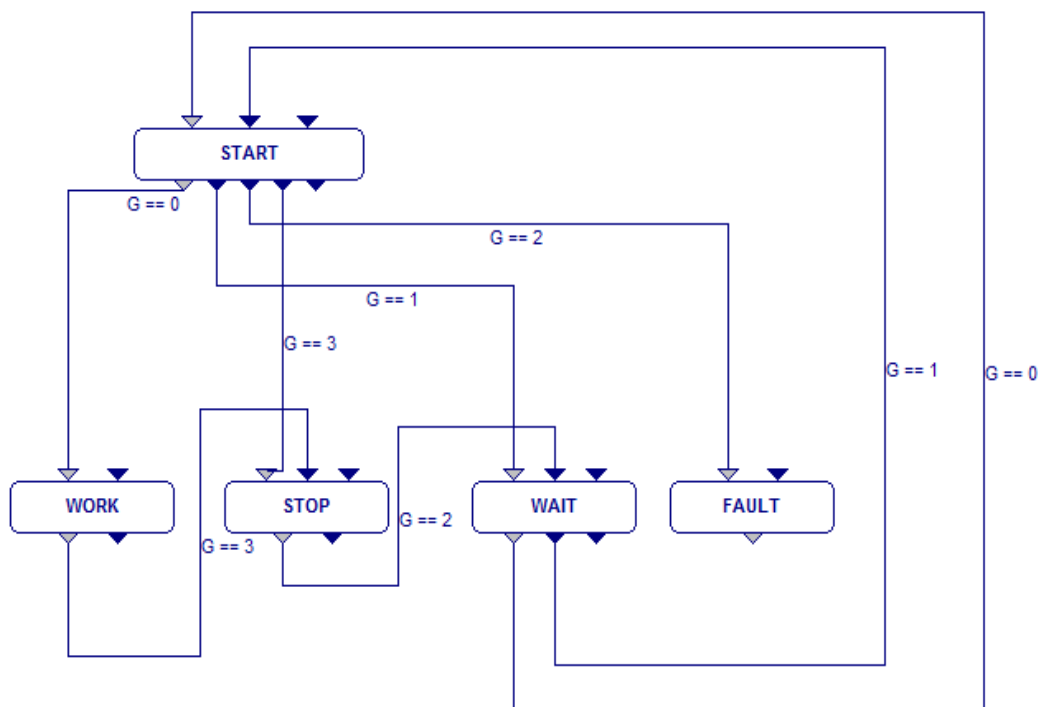 START
G == 0
G == 2
G == 1
G == 3
G == 1
G == 0
WORK
STOP
WAIT
FAULT
G == 2
G == 3